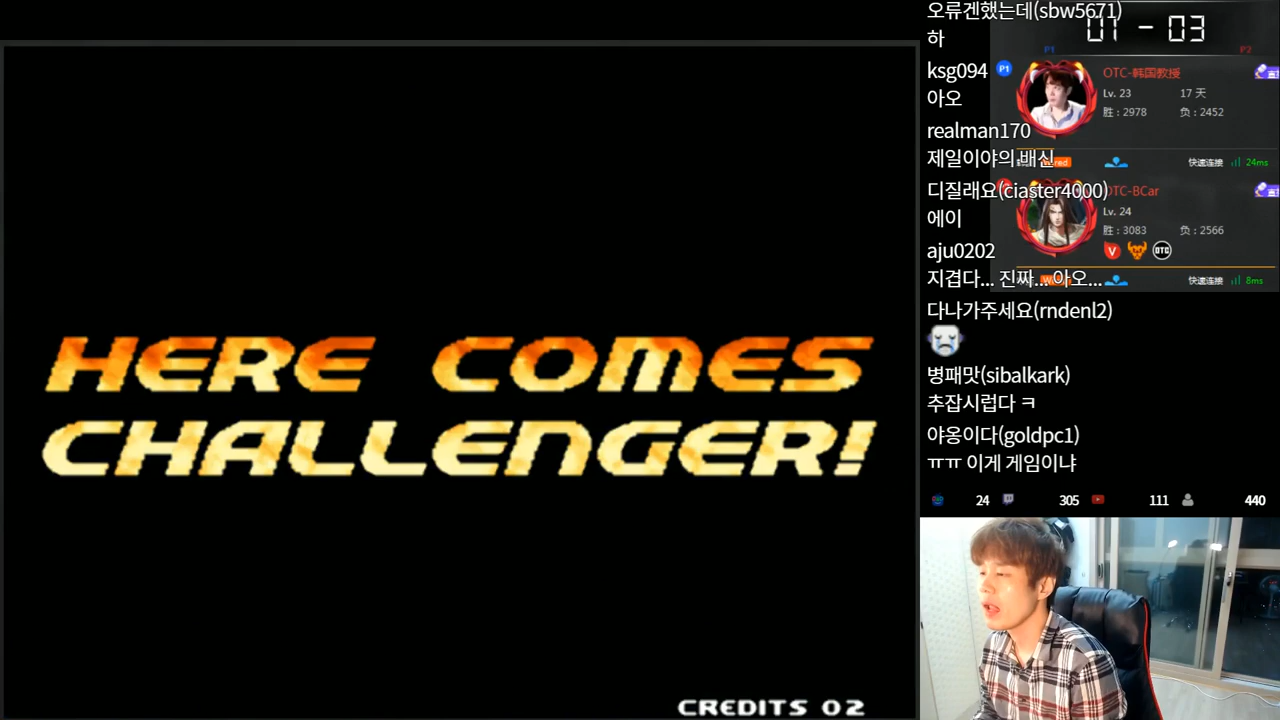 HERE COMES
CHALLENGER!
CREDITS 02
오류겐했는데(sbw5671)
하
ksg094
아오
realman170
제일이야의 배신
디질래요(ciaster4000)
에이
aju0202
지겹다... 진짜... 아오...
다나가주세요(rndenl2)
병패맛(sibalkark)
추잡시럽다 ㅋ
야옹이다(goldpc1)
ㅠㅠ 이게 게임이냐
01 - 03
P1
P2
P1
OTC-韩国教授
Lv. 23
17 天
胜 : 2978
负 : 2452
快速连接
24ms
OTC-BCar
Lv. 24
胜 : 3083
负 : 2566
V
OTC
快速连接
8ms
24
305
111
440